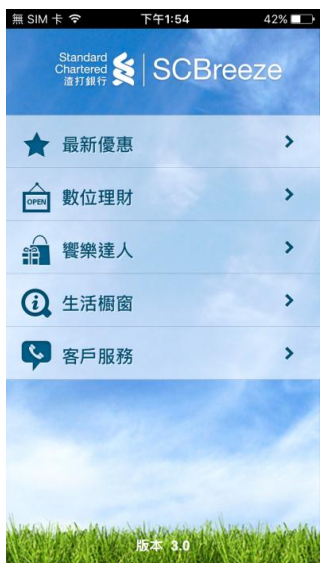 無 SIM 卡 下午1:54 42%
Standard
Chartered
渣打銀行
SCBreeze
最新優惠
OPEN 數位理財
饗樂達人
生活櫥窗
客戶服務
版本 3.0